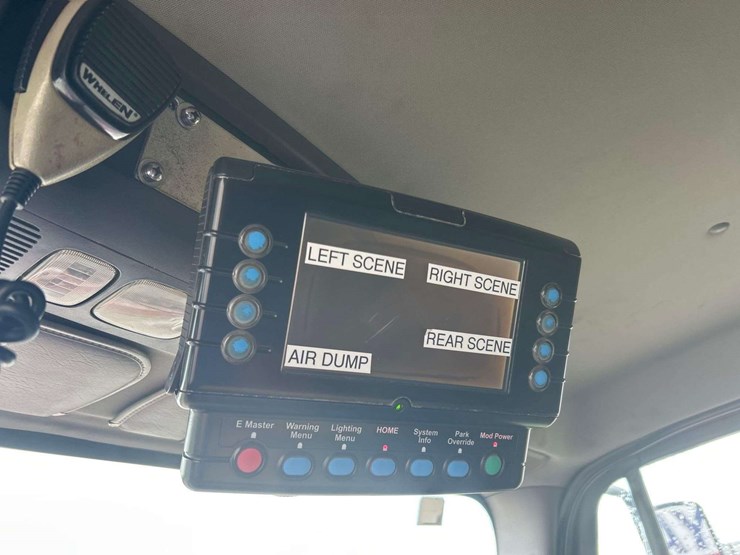 WHELEN
LEFT SCENE
RIGHT SCENE
REAR SCENE
AIR DUMP
E Master
Warning
Menu
Lighting
Menu
HOME
System
Info
Park
Override
Mod Power